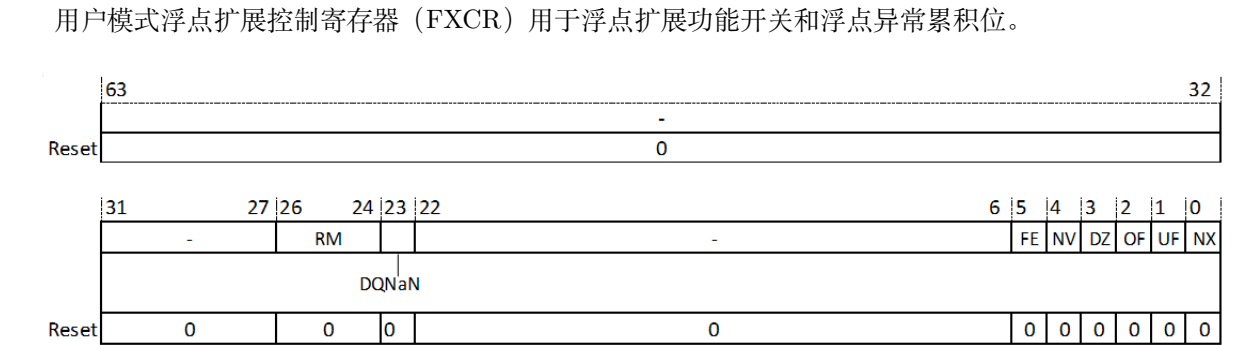 用户模式浮点扩展控制寄存器（FXCR）用于浮点扩展功能开关和浮点异常累积位。
63 32
-
Reset 0
31 27 26 24 23 22 6 5 4 3 2 1 0
- RM - FE NV DZ OF UF NX
DQNaN
Reset 0 0 0 0 0 0 0 0 0 0